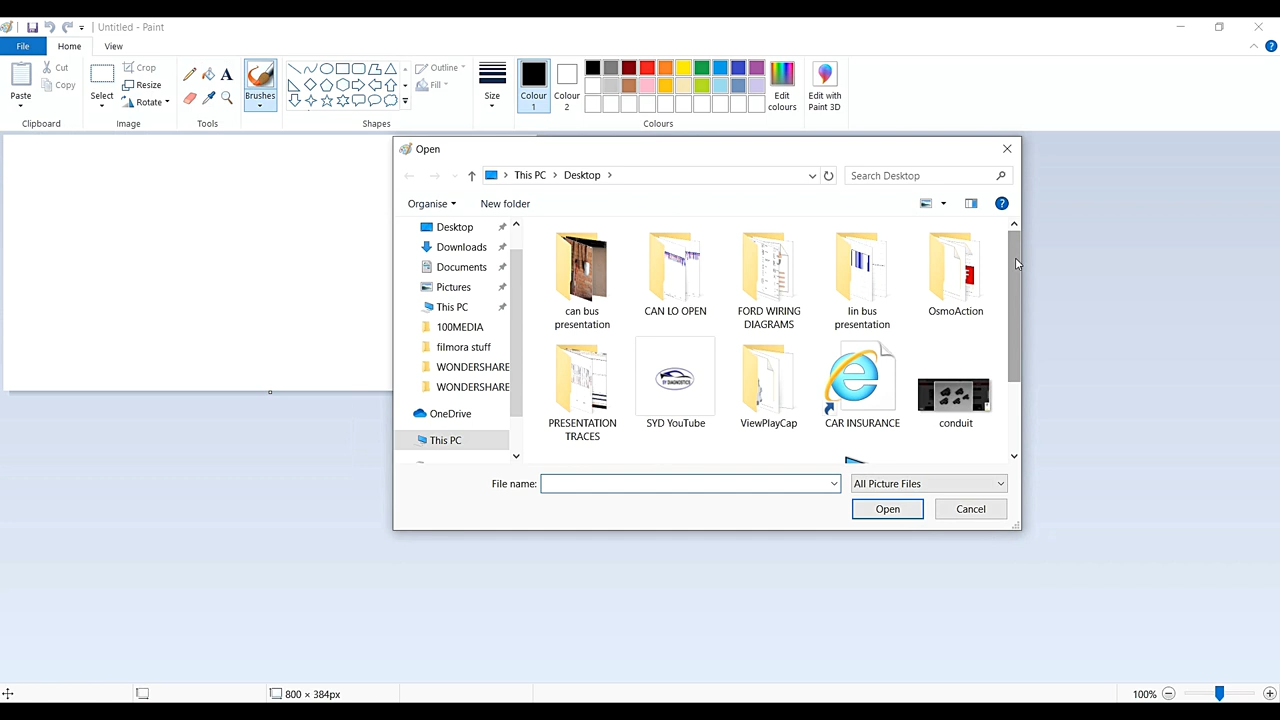 Untitled - Paint
File
Home
View
Paste
Cut
Copy
Clipboard
Select
Crop
Resize
Rotate
Image
A
Tools
Brushes
Shapes
Outline
Fill
Size
Colour
1
Colour
2
Edit
colours
Edit with
Paint 3D
Colours
Open
This PC
Desktop
Search Desktop
Organise
New folder
Desktop
Downloads
Documents
Pictures
This PC
100MEDIA
filmora stuff
WONDERSHARE
WONDERSHARE
OneDrive
This PC
can bus
presentation
CAN LO OPEN
FORD WIRING
DIAGRAMS
lin bus
presentation
OsmoAction
PRESENTATION
TRACES
SYD YouTube
ViewPlayCap
CAR INSURANCE
conduit
File name:
All Picture Files
Open
Cancel
800 × 384px
100%